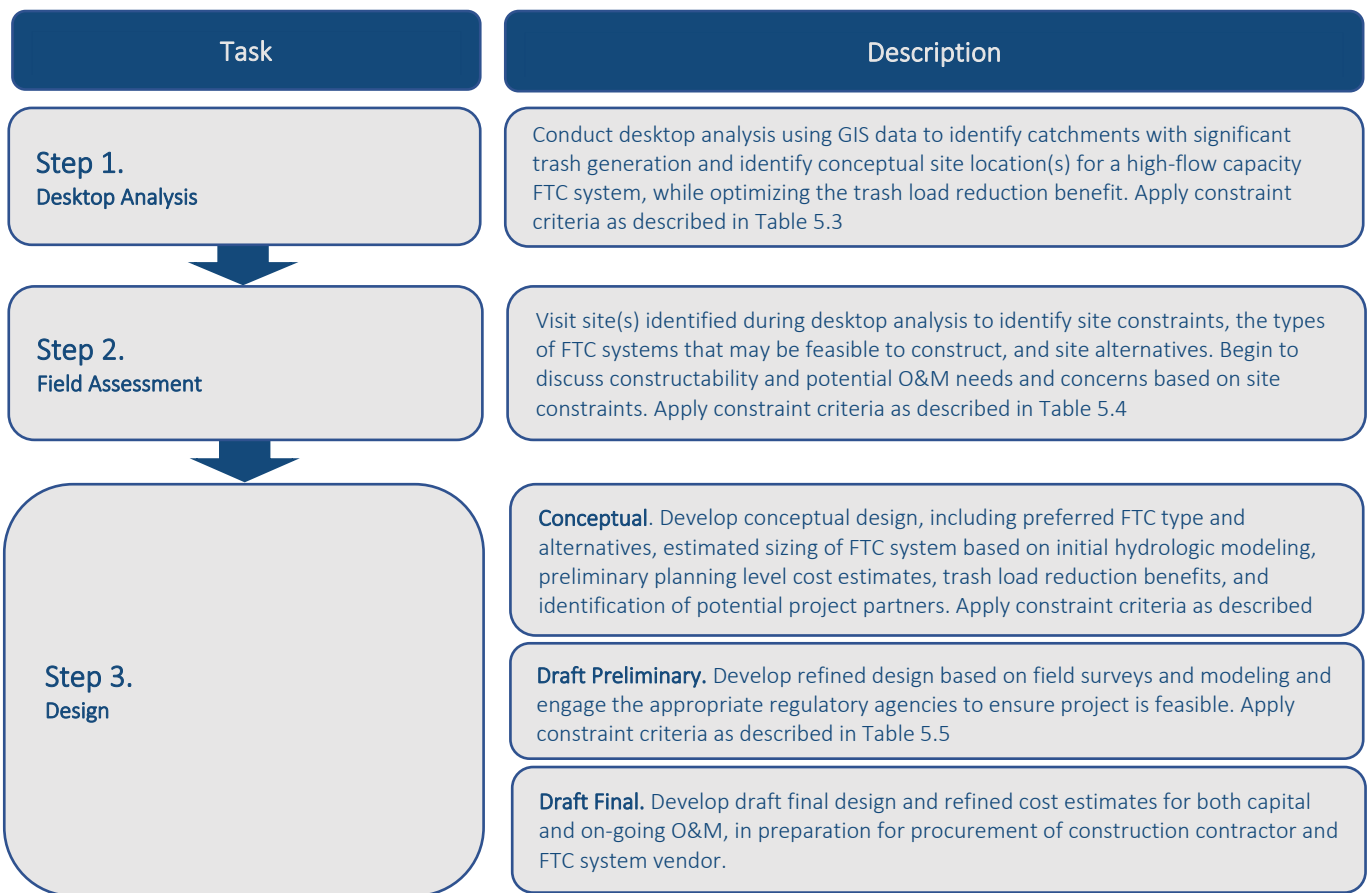 Task
Description
Step 1.
Desktop Analysis
Conduct desktop analysis using GIS data to identify catchments with significant
trash generation and identify conceptual site location(s) for a high-flow capacity
FTC system, while optimizing the trash load reduction benefit. Apply constraint
criteria as described in Table 5.3
Step 2.
Field Assessment
Visit site(s) identified during desktop analysis to identify site constraints, the types
of FTC systems that may be feasible to construct, and site alternatives. Begin to
discuss constructability and potential O&M needs and concerns based on site
constraints. Apply constraint criteria as described in Table 5.4
Step 3.
Design
Conceptual. Develop conceptual design, including preferred FTC type and
alternatives, estimated sizing of FTC system based on initial hydrologic modeling,
preliminary planning level cost estimates, trash load reduction benefits, and
identification of potential project partners. Apply constraint criteria as described
Draft Preliminary. Develop refined design based on field surveys and modeling and
engage the appropriate regulatory agencies to ensure project is feasible. Apply
constraint criteria as described in Table 5.5
Draft Final. Develop draft final design and refined cost estimates for both capital
and on-going O&M, in preparation for procurement of construction contractor and
FTC system vendor.